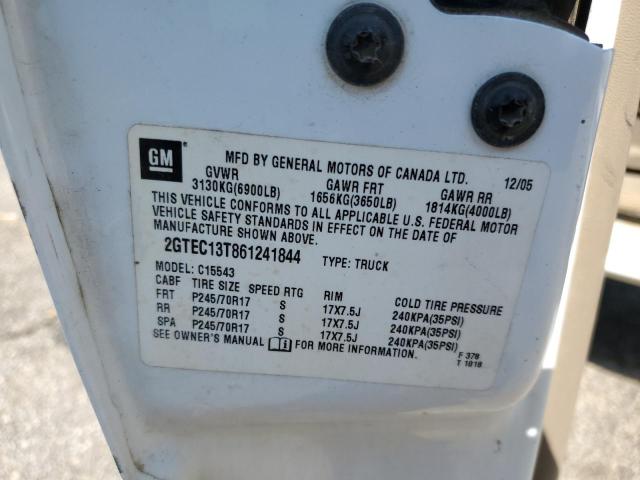 GM
MFD BY GENERAL MOTORS OF CANADA LTD. 12/05
GVWR GAWR FRT GAWR RR
3130KG(6900LB) 1656KG(3650LB) 1814KG(4000LB)
THIS VEHICLE CONFORMS TO ALL APPLICABLE U.S. FEDERAL MOTOR
VEHICLE SAFETY STANDARDS IN EFFECT ON THE DATE OF
MANUFACTURE SHOWN ABOVE.
2GTEC13T861241844 TYPE: TRUCK
MODEL: C15543
CABF TIRE SIZE SPEED RTG RIM COLD TIRE PRESSURE
FRT P245/70R17 S 17X7.5J 240KPA(35PSI)
RR P245/70R17 S 17X7.5J 240KPA(35PSI)
SPA P245/70R17 S 17X7.5J 240KPA(35PSI)
SEE OWNER'S MANUAL FOR MORE INFORMATION.
F 378
T 1818